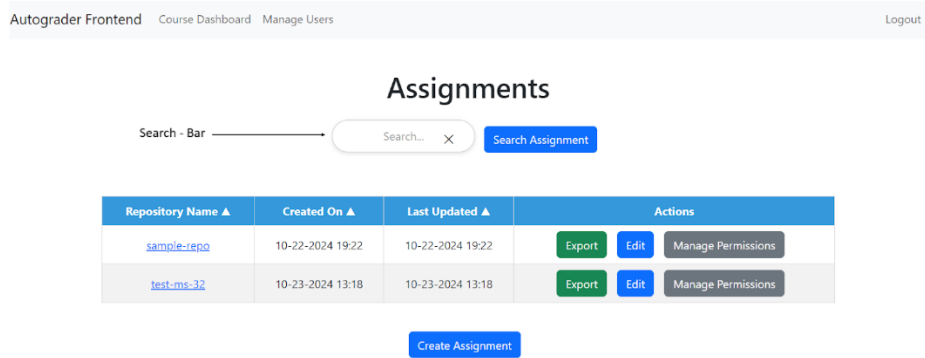 Autograder Frontend Course Dashboard Manage Users Logout
Assignments
Search - Bar Search... Search Assignment
Repository Name ▲ Created On ▲ Last Updated ▲ Actions
sample-repo 10-22-2024 19:22 10-22-2024 19:22 Export Edit Manage Permissions
test-ms-32 10-23-2024 13:18 10-23-2024 13:18 Export Edit Manage Permissions
Create Assignment